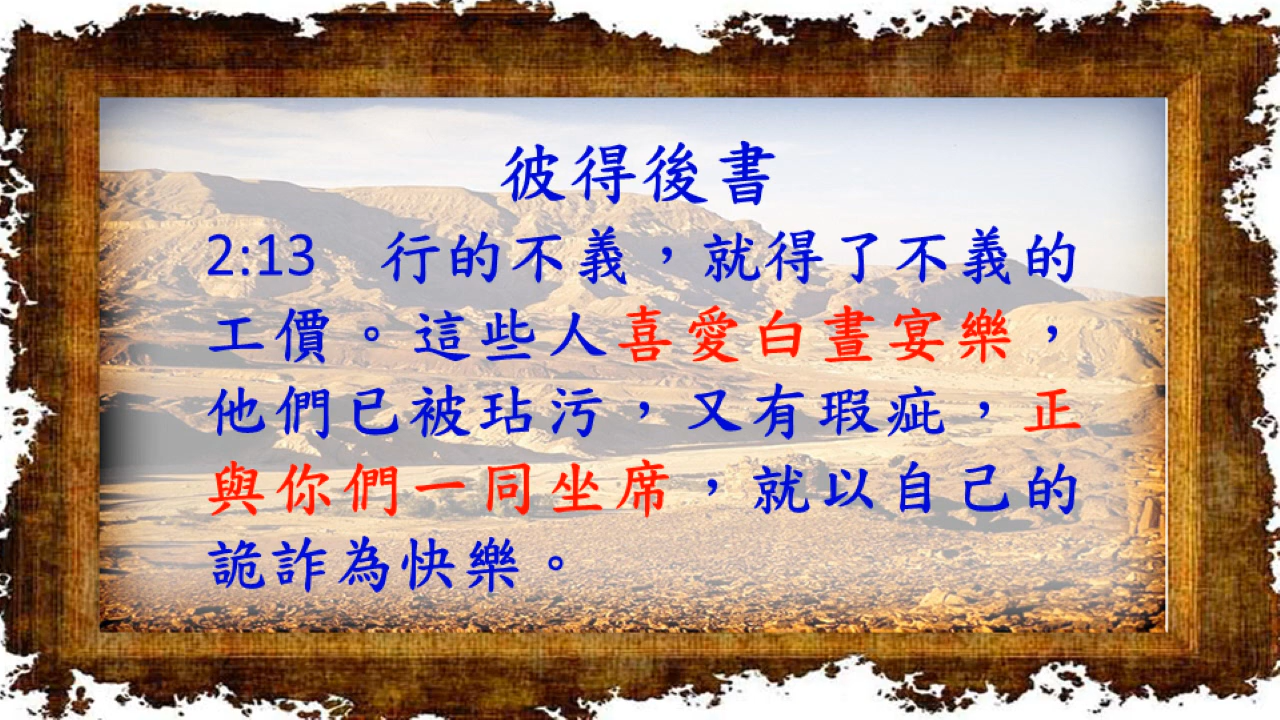 彼得後書
2:13　行的不義，就得了不義的
工價。這些人喜愛白晝宴樂，
他們已被玷污，又有瑕疵，正
與你們一同坐席，就以自己的
詭詐為快樂。